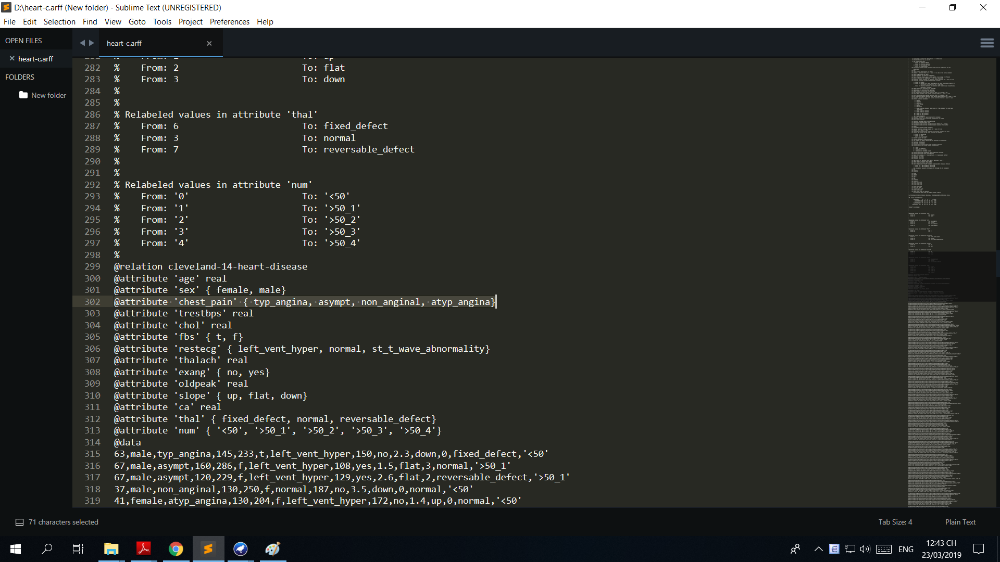 D:\heart-c.arff (New folder) - Sublime Text (UNREGISTERED)
File Edit Selection Find View Goto Tools Project Preferences Help
OPEN FILES
heart-c.arff
FOLDERS
New folder
heart-c.arff
282 %    From: 2    To: flat
283 %    From: 3    To: down
284 %
285 %
286 % Relabeled values in attribute 'thal'
287 %    From: 6    To: fixed_defect
288 %    From: 3    To: normal
289 %    From: 7    To: reversable_defect
290 %
291 %
292 % Relabeled values in attribute 'num'
293 %    From: '0'    To: '<50'
294 %    From: '1'    To: '>50_1'
295 %    From: '2'    To: '>50_2'
296 %    From: '3'    To: '>50_3'
297 %    From: '4'    To: '>50_4'
298 %
299 @relation cleveland-14-heart-disease
300 @attribute 'age' real
301 @attribute 'sex' { female, male}
302 @attribute 'chest_pain' { typ_angina, asympt, non_anginal, atyp_angina}
303 @attribute 'trestbps' real
304 @attribute 'chol' real
305 @attribute 'fbs' { t, f}
306 @attribute 'restecg' { left_vent_hyper, normal, st_t_wave_abnormality}
307 @attribute 'thalach' real
308 @attribute 'exang' { no, yes}
309 @attribute 'oldpeak' real
310 @attribute 'slope' { up, flat, down}
311 @attribute 'ca' real
312 @attribute 'thal' { fixed_defect, normal, reversable_defect}
313 @attribute 'num' { '<50', '>50_1', '>50_2', '>50_3', '>50_4'}
314 @data
315 63,male,typ_angina,145,233,t,left_vent_hyper,150,no,2.3,down,0,fixed_defect,'<50'
316 67,male,asympt,160,286,f,left_vent_hyper,108,yes,1.5,flat,3,normal,'>50_1'
317 67,male,asympt,120,229,f,left_vent_hyper,129,yes,2.6,flat,2,reversable_defect,'>50_1'
318 37,male,non_anginal,130,250,f,normal,187,no,3.5,down,0,normal,'<50'
319 41,female,atyp_angina,130,204,f,left_vent_hyper,172,no,1.4,up,0,normal,'<50'
71 characters selected
Tab Size: 4
Plain Text
ENG
12:43 CH
23/03/2019